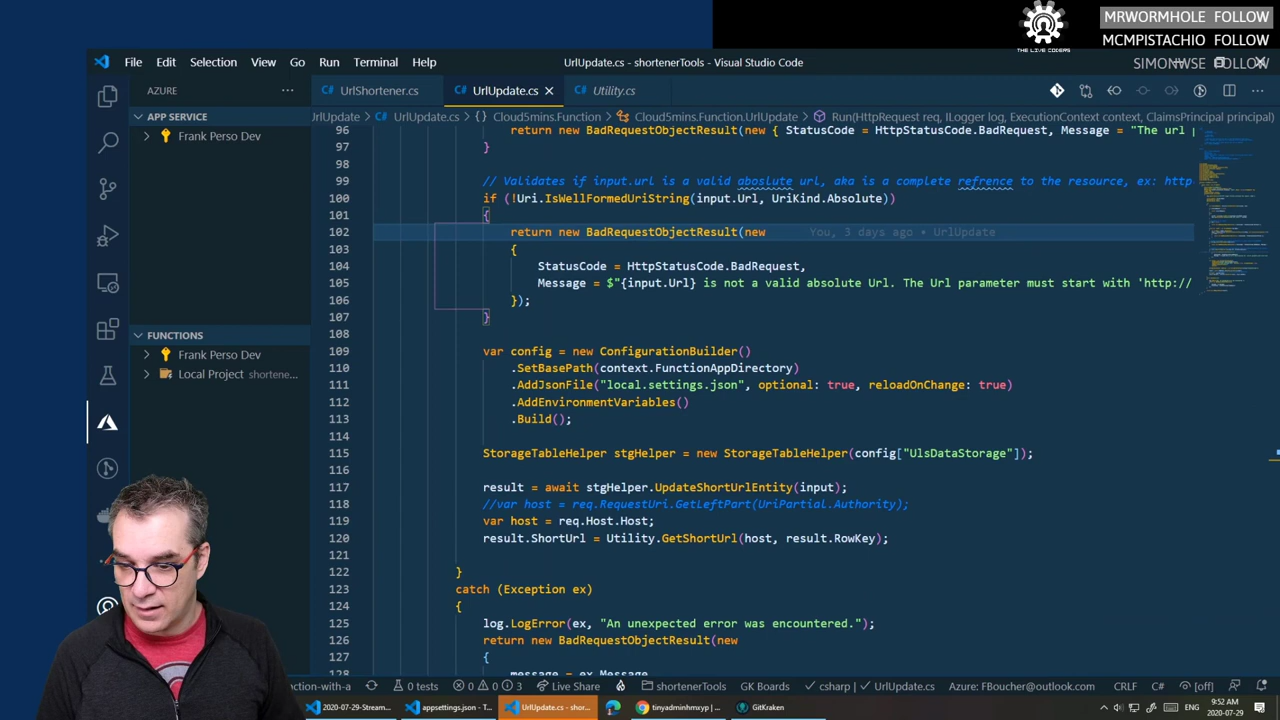 MRWORMHOLE FOLLOW
MCMPISTACHIO FOLLOW
SIMONWSE FOLLOW
THE LIVE CODERS
File Edit Selection View Go Run Terminal Help
UrlUpdate.cs - shortenerTools - Visual Studio Code
AZURE
UrlShortener.cs UrlUpdate.cs Utility.cs
UrlUpdate UrlUpdate.cs Cloud5mins.Function Cloud5mins.Function.UrlUpdate Run(HttpRequest req, ILogger log, ExecutionContext context, ClaimsPrincipal principal)
APP SERVICE
Frank Perso Dev
FUNCTIONS
Frank Perso Dev
Local Project shortene...
96 return new BadRequestObjectResult(new { StatusCode = HttpStatusCode.BadRequest, Message = "The url
97 }
98
99 // Validates if input.url is a valid aboslute url, aka is a complete refrence to the resource, ex: http
100 if (!Uri.IsWellFormedUriString(input.Url, UriKind.Absolute))
101 {
102 return new BadRequestObjectResult(new You, 3 days ago • UrlUpdate
103 {
104 StatusCode = HttpStatusCode.BadRequest,
105 Message = $"{input.Url} is not a valid absolute Url. The Url parameter must start with 'http://
106 });
107 }
108
109 var config = new ConfigurationBuilder()
110 .SetBasePath(context.FunctionAppDirectory)
111 .AddJsonFile("local.settings.json", optional: true, reloadOnChange: true)
112 .AddEnvironmentVariables()
113 .Build();
114
115 StorageTableHelper stgHelper = new StorageTableHelper(config["UlsDataStorage"]);
116
117 result = await stgHelper.UpdateShortUrlEntity(input);
118 //var host = req.RequestUri.GetLeftPart(UriPartial.Authority);
119 var host = req.Host.Host;
120 result.ShortUrl = Utility.GetShortUrl(host, result.RowKey);
121
122 }
123 catch (Exception ex)
124 {
125 log.LogError(ex, "An unexpected error was encountered.");
126 return new BadRequestObjectResult(new
127 {
128 message = ex.Message
nction-with-a 0 tests 0 0 3 Live Share shortenerTools GK Boards csharp UrlUpdate.cs Azure: FBoucher@outlook.com CRLF C# [off]
2020-07-29-Stream... appsettings.json - T... UrlUpdate.cs - shor... tinyadminhmxyp | ... GitKraken ENG 9:52 AM
2020-07-29